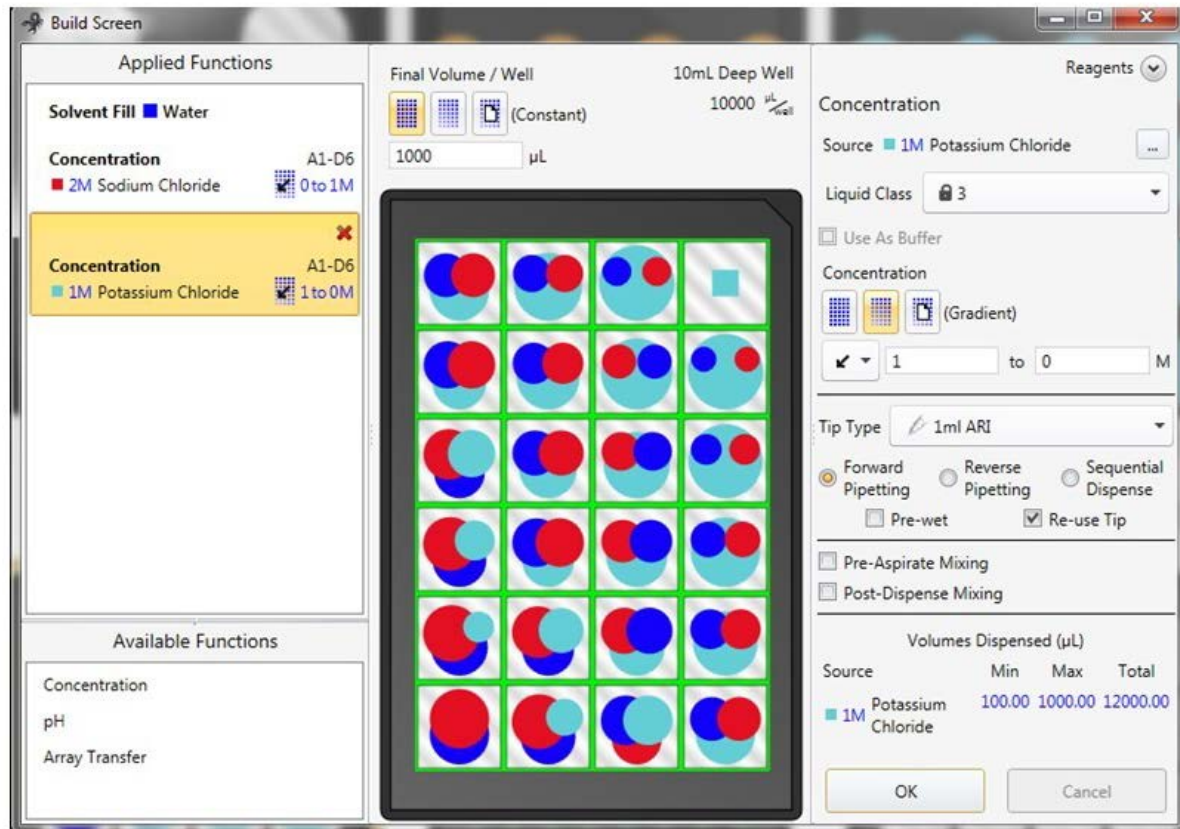 Build Screen
Applied Functions
Solvent Fill Water
Concentration A1-D6
2M Sodium Chloride 0 to 1M
Concentration A1-D6
1M Potassium Chloride 1 to 0M
Available Functions
Concentration
pH
Array Transfer
Final Volume / Well 10mL Deep Well
(Constant) 10000 µL/well
1000 µL
Reagents
Concentration
Source 1M Potassium Chloride ...
Liquid Class 3
Use As Buffer
Concentration
(Gradient)
1 to 0 M
Tip Type 1ml ARI
Forward Pipetting
Reverse Pipetting
Sequential Dispense
Pre-wet Re-use Tip
Pre-Aspirate Mixing
Post-Dispense Mixing
Volumes Dispensed (µL)
Source Min Max Total
1M Potassium Chloride 100.00 1000.00 12000.00
OK Cancel